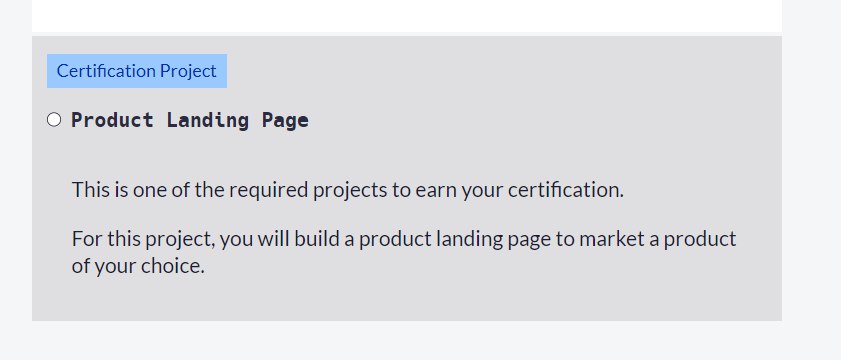 Certification Project
Product Landing Page
This is one of the required projects to earn your certification.
For this project, you will build a product landing page to market a product
of your choice.